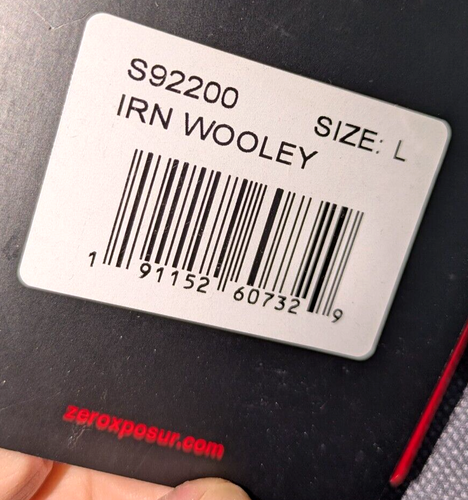 S92200
IRN WOOLEY SIZE: L
1 91152 60732 9
zeroxposur.com